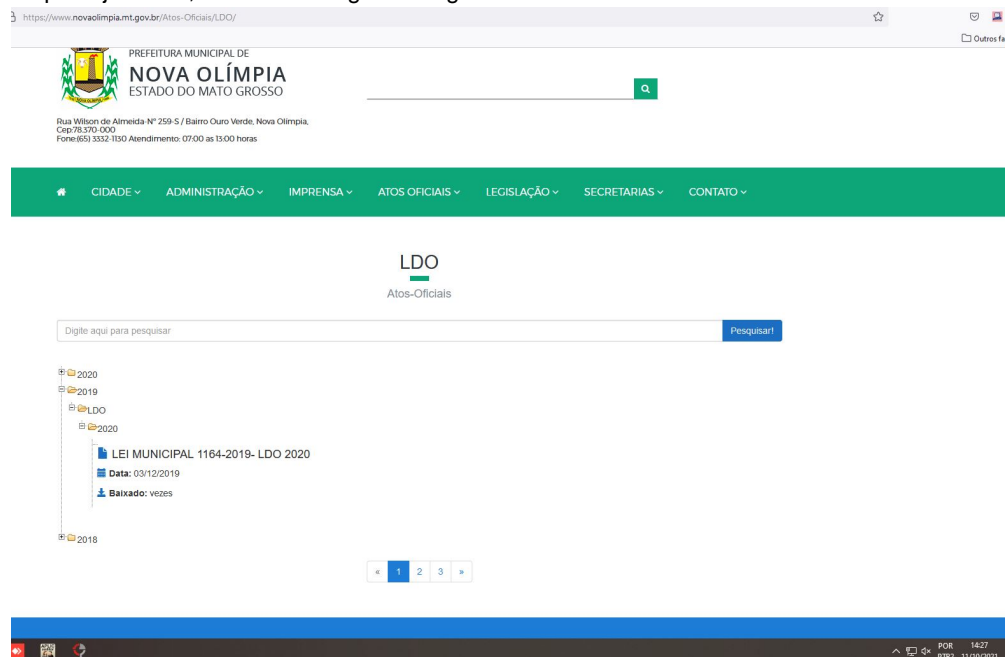 https://www.novaolimpia.mt.gov.br/Atos-Oficiais/LDO/
Outros fa
PREFEITURA MUNICIPAL DE
NOVA OLÍMPIA
ESTADO DO MATO GROSSO
Rua Wilson de Almeida-Nº 259-S / Bairro Ouro Verde, Nova Olímpia,
Cep:78.370-000
Fone:(65) 3332-1130 Atendimento: 07:00 as 13:00 horas
CIDADE ADMINISTRAÇÃO IMPRENSA ATOS OFICIAIS LEGISLAÇÃO SECRETARIAS CONTATO
LDO
Atos-Oficiais
Digite aqui para pesquisar Pesquisar!
2020
2019
LDO
2020
LEI MUNICIPAL 1164-2019- LDO 2020
Data: 03/12/2019
Baixado: vezes
2018
« 1 2 3 »
POR 14:27
PTB2 11/10/2021